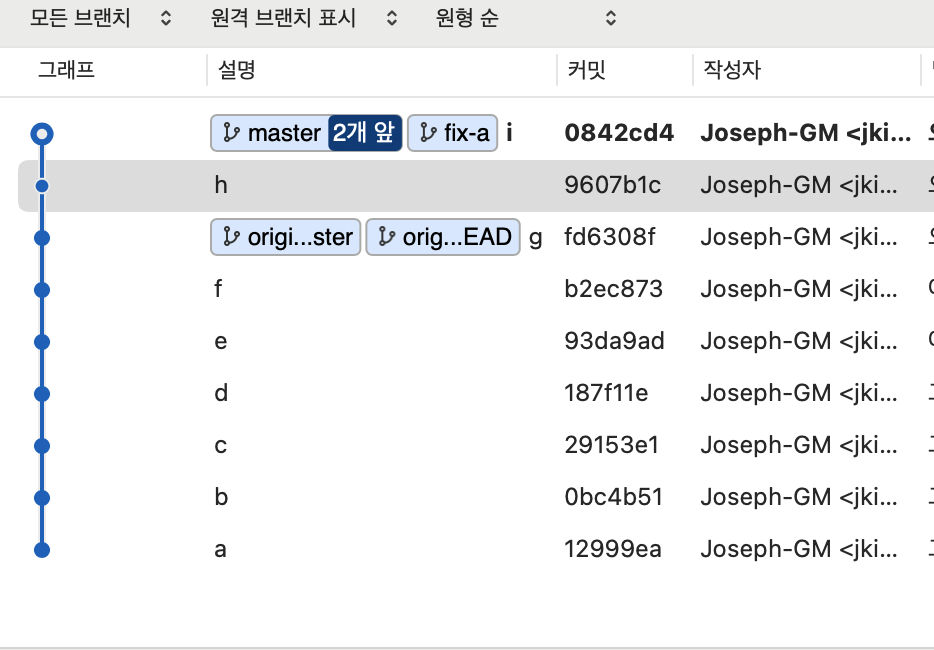 모든 브랜치 원격 브랜치 표시 원형 순
그래프 설명 커밋 작성자
master 2개 앞 fix-a i 0842cd4 Joseph-GM <jki...
h 9607b1c Joseph-GM <jki...
origi...ster orig...EAD g fd6308f Joseph-GM <jki...
f b2ec873 Joseph-GM <jki...
e 93da9ad Joseph-GM <jki...
d 187f11e Joseph-GM <jki...
c 29153e1 Joseph-GM <jki...
b 0bc4b51 Joseph-GM <jki...
a 12999ea Joseph-GM <jki...